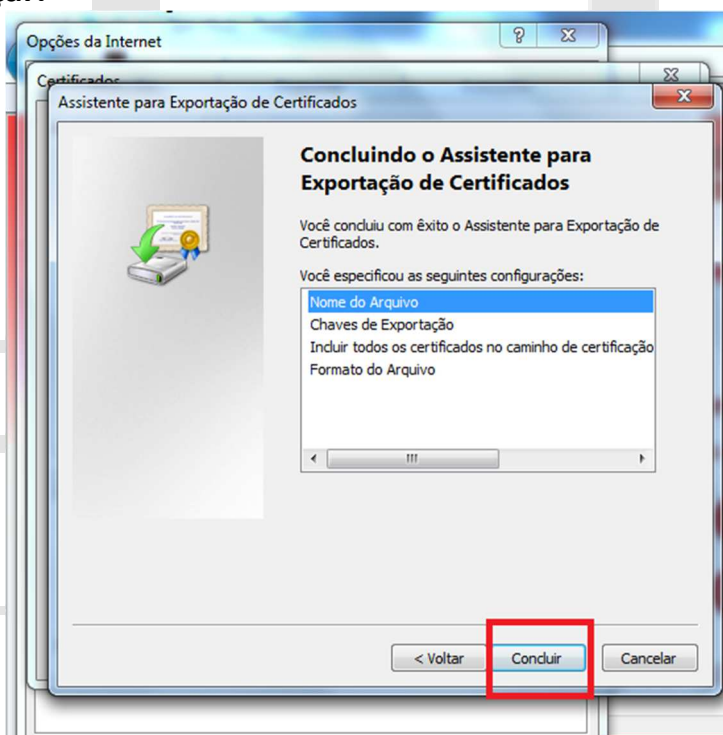 Opções da Internet
Certificados
Assistente para Exportação de Certificados
Concluindo o Assistente para
Exportação de Certificados
Você concluiu com êxito o Assistente para Exportação de
Certificados.
Você especificou as seguintes configurações:
Nome do Arquivo
Chaves de Exportação
Incluir todos os certificados no caminho de certificação
Formato do Arquivo
< Voltar
Concluir
Cancelar